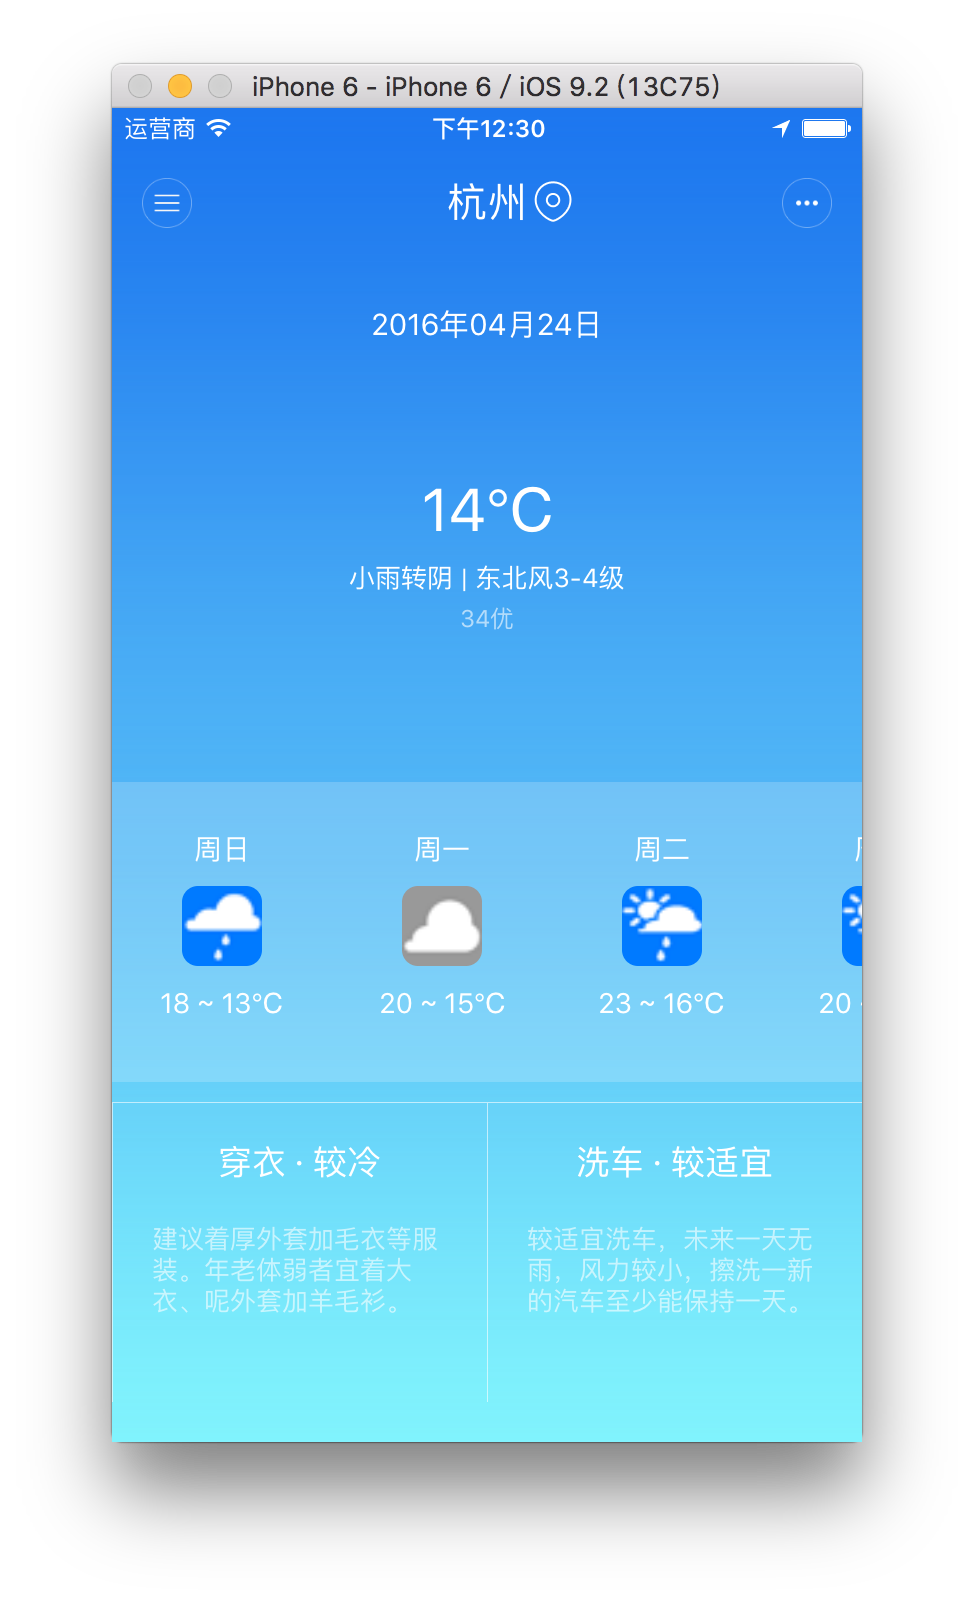 iPhone 6 - iPhone 6 / iOS 9.2 (13C75)
运营商 下午12:30
杭州
2016年04月24日
14°C
小雨转阴 | 东北风3-4级
34优
周日 周一 周二
18 ~ 13°C 20 ~ 15°C 23 ~ 16°C 20
穿衣 · 较冷
建议着厚外套加毛衣等服
装。年老体弱者宜着大
衣、呢外套加羊毛衫。
洗车 · 较适宜
较适宜洗车，未来一天无
雨，风力较小，擦洗一新
的汽车至少能保持一天。